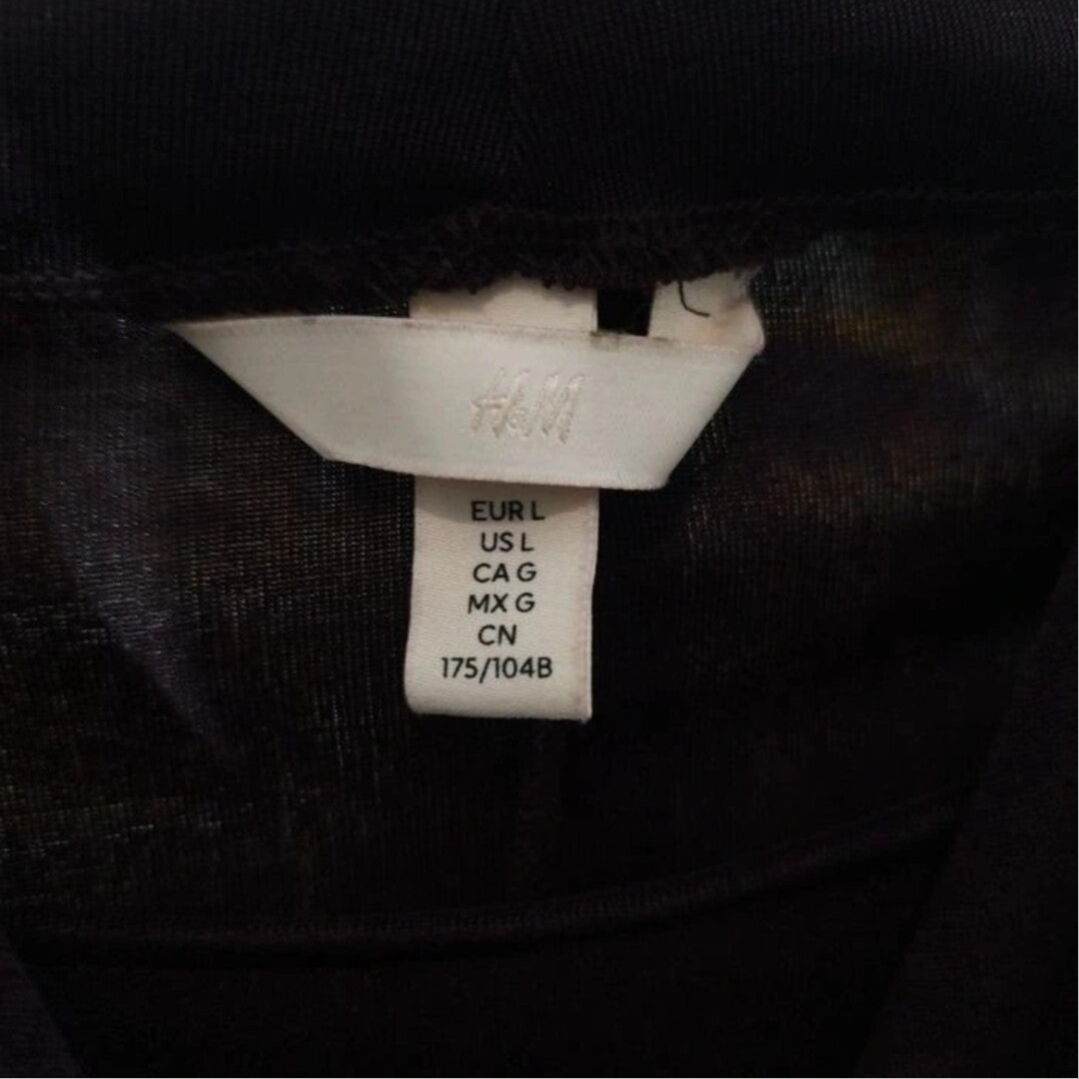 H&M
EUR L
US L
CA G
MX G
CN
175/104B